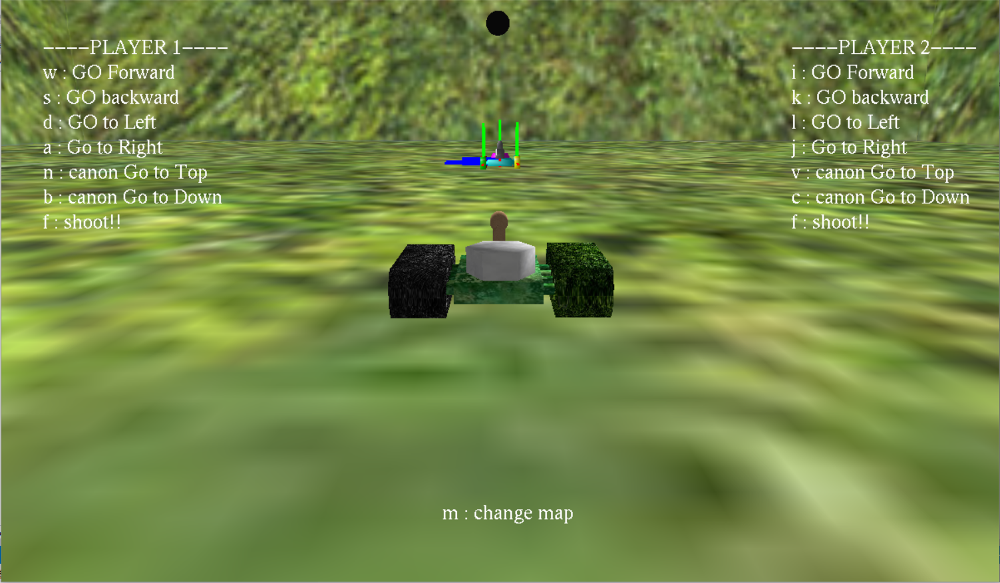 ----PLAYER 1----
w : GO Forward
s : GO backward
d : GO to Left
a : Go to Right
n : canon Go to Top
b : canon Go to Down
f : shoot!!
----PLAYER 2----
i : GO Forward
k : GO backward
l : GO to Left
j : Go to Right
v : canon Go to Top
c : canon Go to Down
f : shoot!!
m : change map